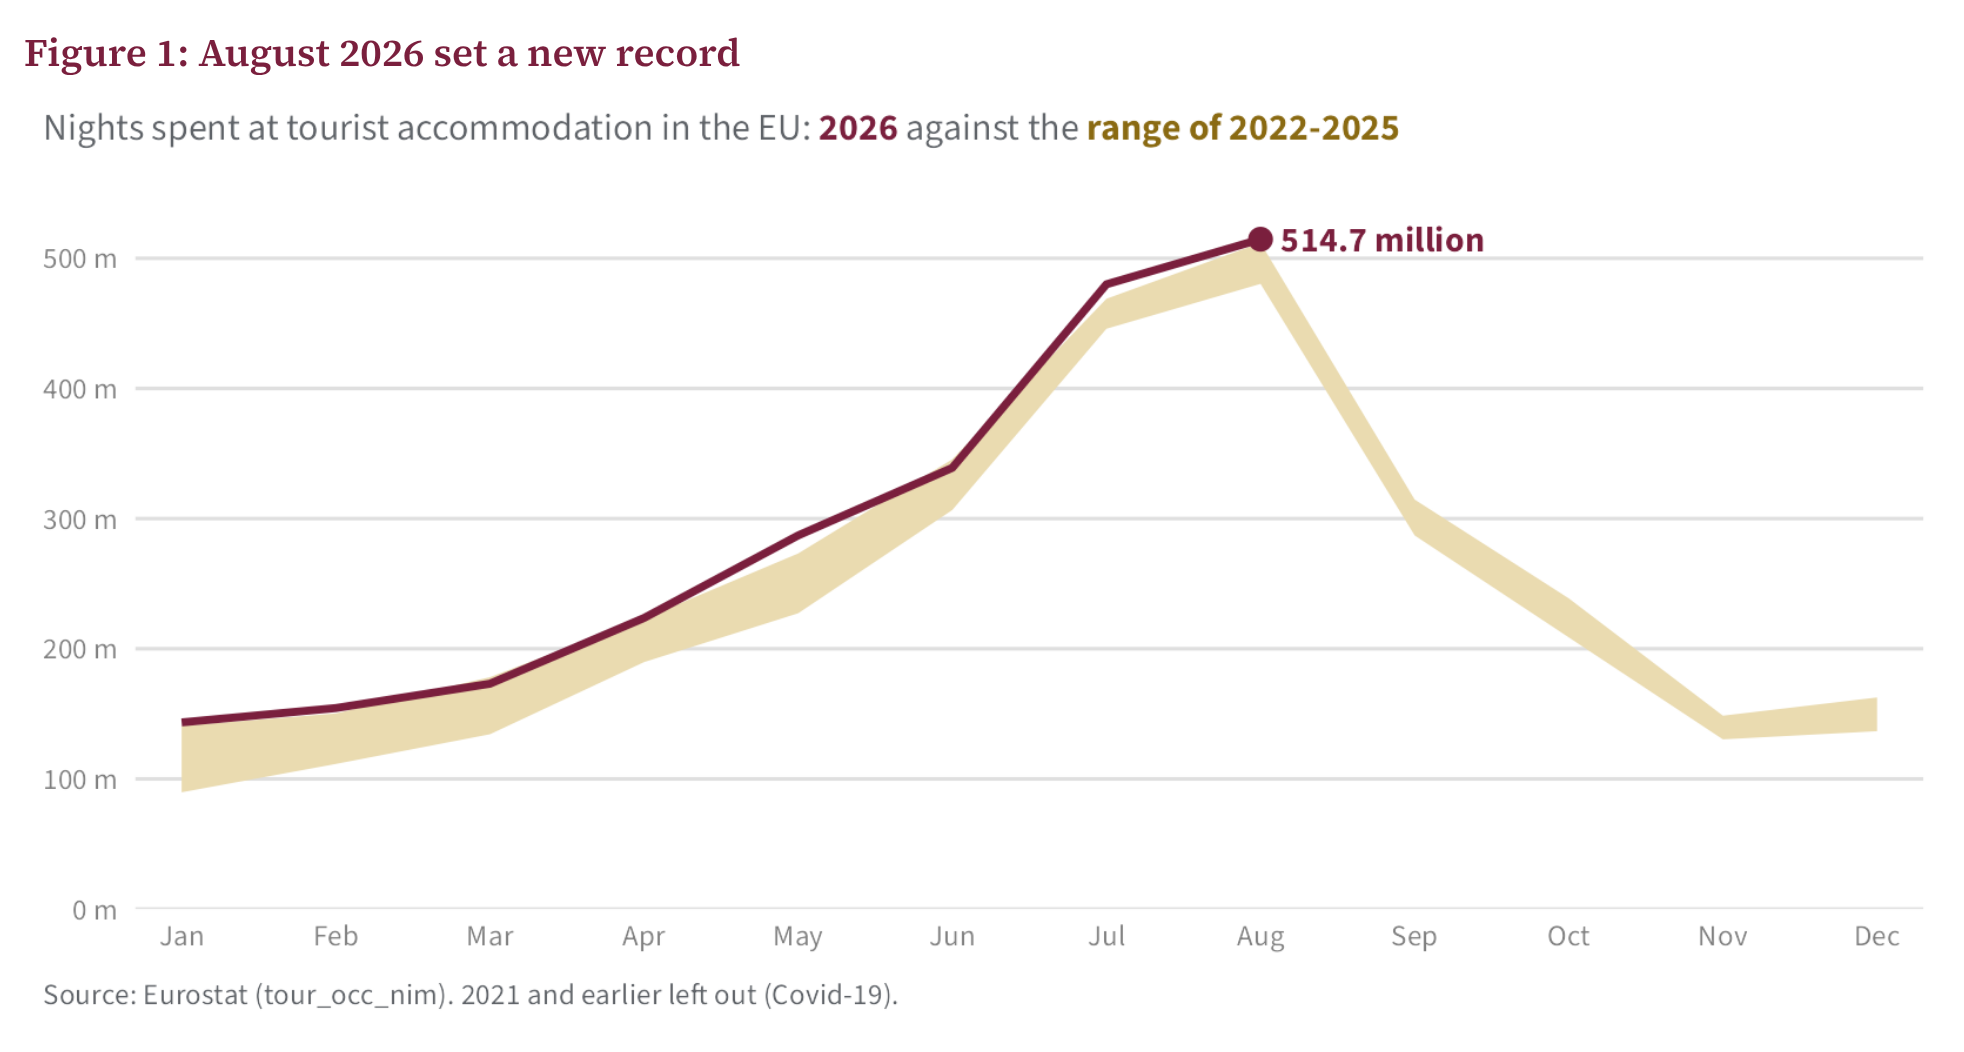 Figure 1: August 2026 set a new record
Nights spent at tourist accommodation in the EU: 2026 against the range of 2022-2025
514.7 million
500 m
400 m
300 m
200 m
100 m
0 m
Jan Feb Mar Apr May Jun Jul Aug Sep Oct Nov Dec
Source: Eurostat (tour_occ_nim). 2021 and earlier left out (Covid-19).